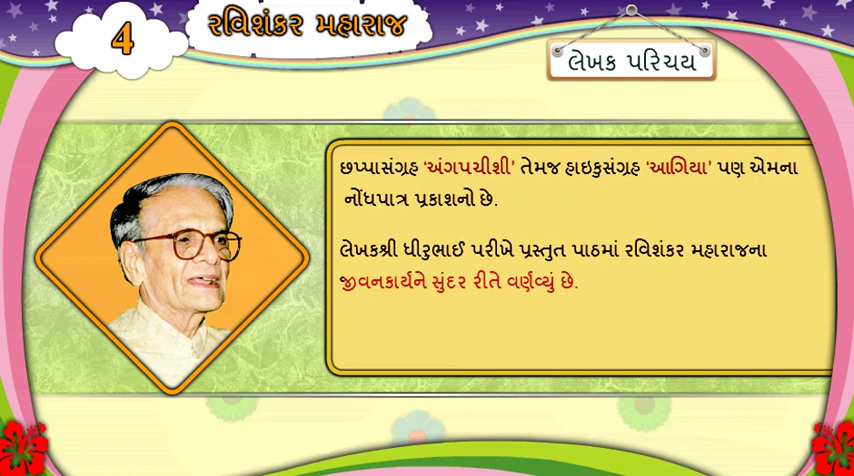 4
રવિશંકર મહારાજ
લેખક પરિચય
છપ્પાસંગ્રહ ‘અંગપચીશી’ તેમજ હાઇકુસંગ્રહ ‘આગિયા’ પણ એમના
નોંધપાત્ર પ્રકાશનો છે.
લેખકશ્રી ધીરુભાઈ પરીખે પ્રસ્તુત પાઠમાં રવિશંકર મહારાજના
જીવનકાર્યને સુંદર રીતે વર્ણવ્યું છે.